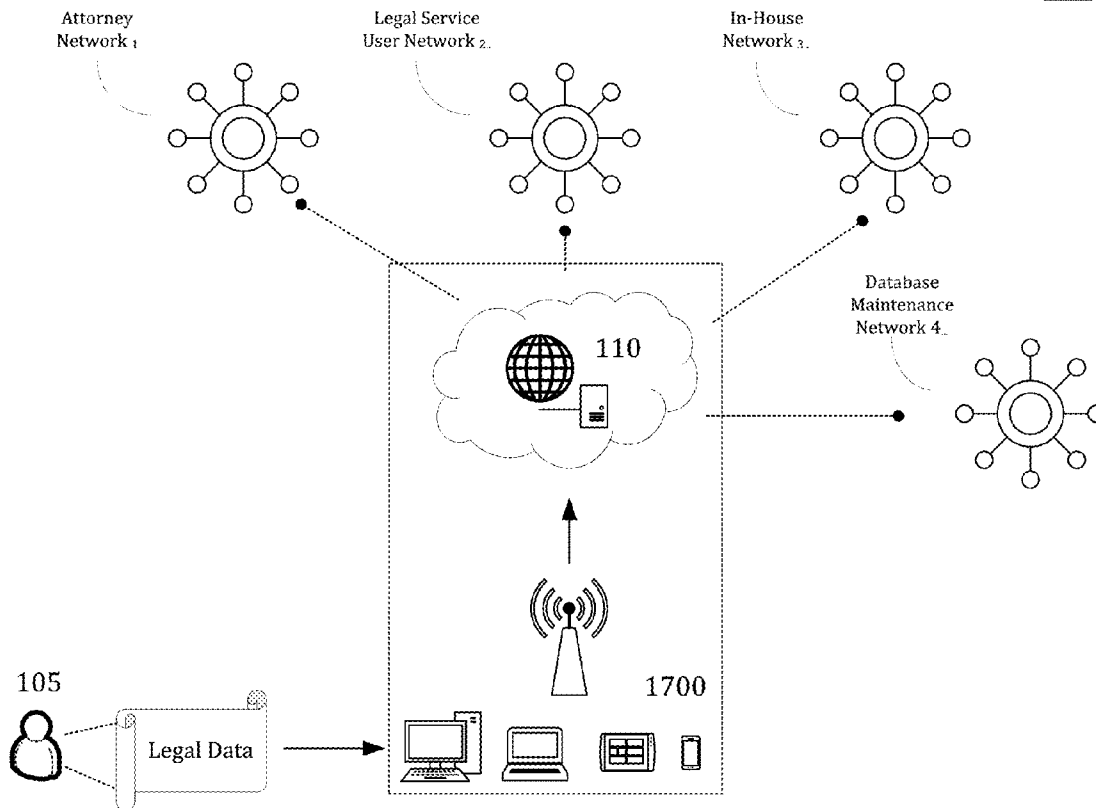 Attorney
Network 1
Legal Service
User Network 2
In-House
Network 3
Database
Maintenance
Network 4
110
1700
105
Legal Data